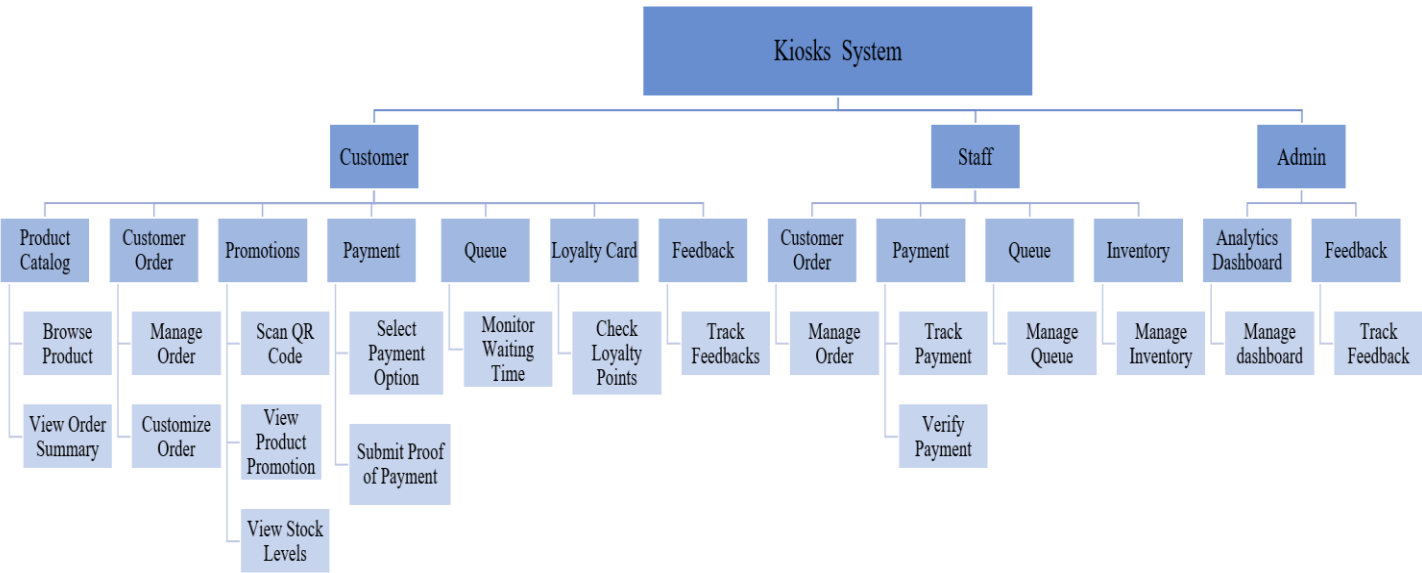 Kiosks System
Customer
Staff
Admin
Product
Catalog
Customer
Order
Promotions
Payment
Queue
Loyalty Card
Feedback
Customer
Order
Payment
Queue
Inventory
Analytics
Dashboard
Feedback
Browse
Product
Manage
Order
Scan QR
Code
Select
Payment
Option
Monitor
Waiting
Time
Check
Loyalty
Points
Track
Feedbacks
Manage
Order
Track
Payment
Manage
Queue
Manage
Inventory
Manage
dashboard
Track
Feedback
View Order
Summary
Customize
Order
View
Product
Promotion
Submit Proof
of Payment
Verify
Payment
View Stock
Levels